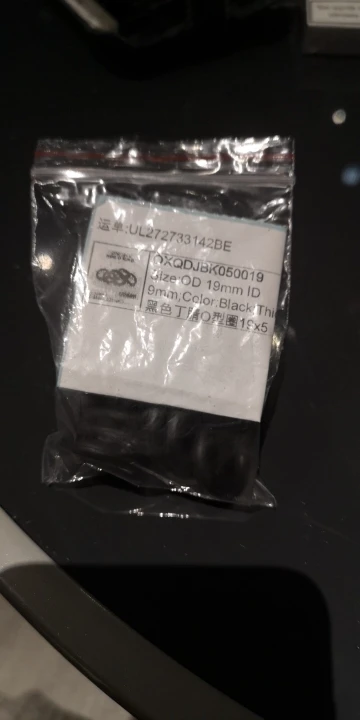 运单:UL272733142BE
OXQDJBK050019
Size:OD 19mm ID
9mm,Color:Black,Thi
黑色丁腈O型圈19x5